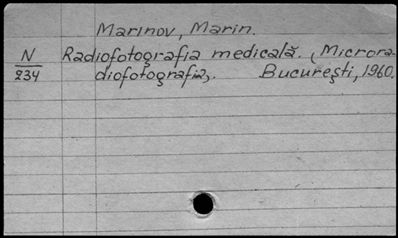 Marinov, Marin.
N Radiofotografia medicală. (Microra-
234 diofotografia). București, 1960.